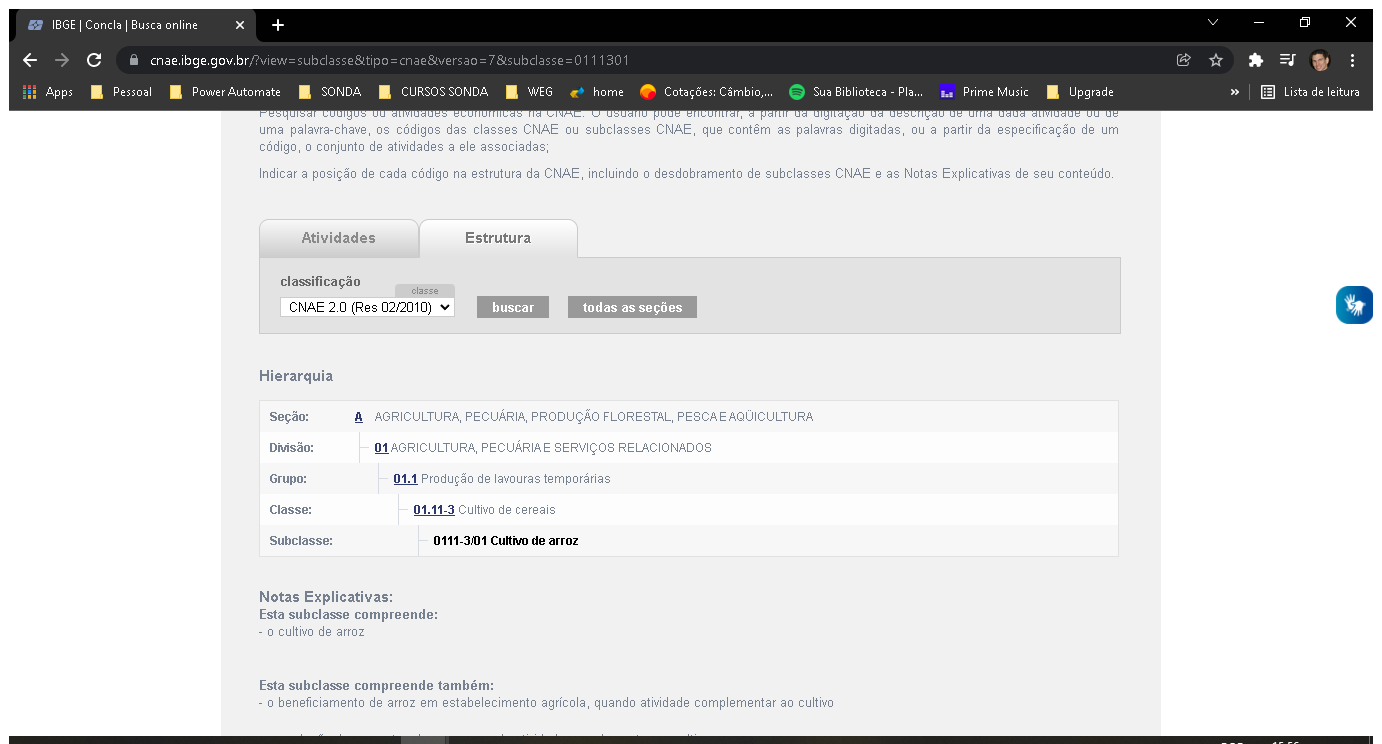 IBGE | Concla | Busca online
cnae.ibge.gov.br/?view=subclasse&tipo=cnae&versao=7&subclasse=0111301
Apps Pessoal Power Automate SONDA CURSOS SONDA WEG home Cotações: Câmbio,... Sua Biblioteca - Pla... Prime Music Upgrade » Lista de leitura
Pesquisar códigos ou atividades econômicas na CNAE. O usuário pode encontrar, a partir da digitação da descrição de uma dada atividade ou de
uma palavra-chave, os códigos das classes CNAE ou subclasses CNAE, que contêm as palavras digitadas, ou a partir da especificação de um
código, o conjunto de atividades a ele associadas;
Indicar a posição de cada código na estrutura da CNAE, incluindo o desdobramento de subclasses CNAE e as Notas Explicativas de seu conteúdo.
Atividades Estrutura
classificação
classe
CNAE 2.0 (Res 02/2010) buscar todas as seções
Hierarquia
Seção: A AGRICULTURA, PECUÁRIA, PRODUÇÃO FLORESTAL, PESCA E AQÜICULTURA
Divisão: 01 AGRICULTURA, PECUÁRIA E SERVIÇOS RELACIONADOS
Grupo: 01.1 Produção de lavouras temporárias
Classe: 01.11-3 Cultivo de cereais
Subclasse: 0111-3/01 Cultivo de arroz
Notas Explicativas:
Esta subclasse compreende:
- o cultivo de arroz
Esta subclasse compreende também:
- o beneficiamento de arroz em estabelecimento agrícola, quando atividade complementar ao cultivo